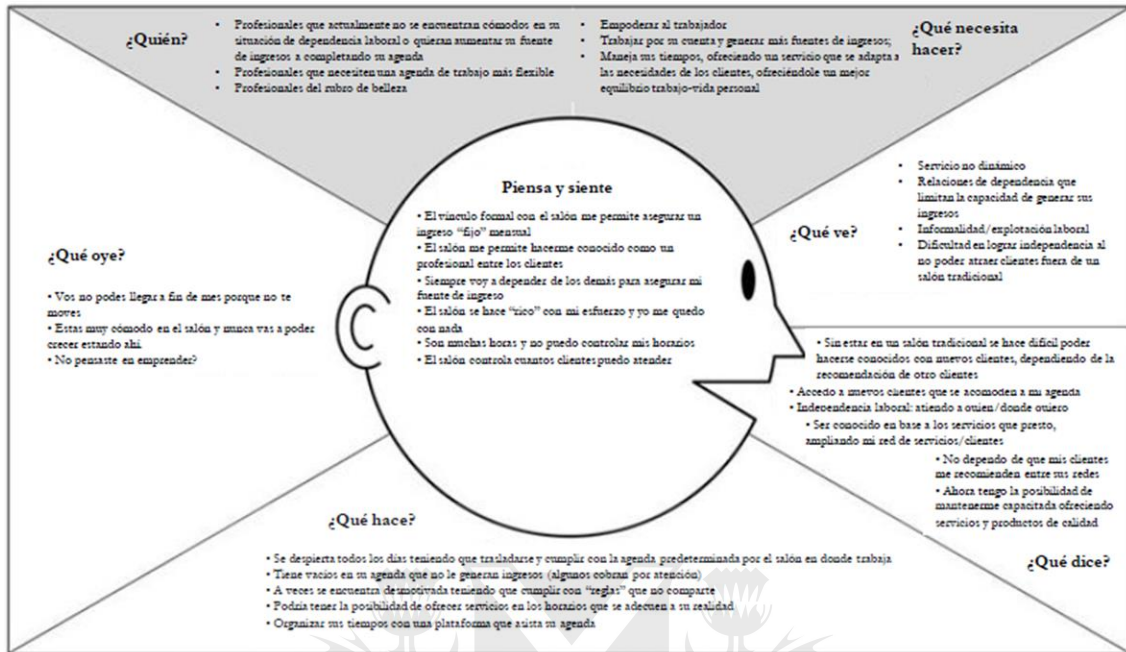 ¿Quién?
• Profesionales que actualmente no se encuentran cómodos en su
situación de dependencia laboral o quieran aumentar su fuente
de ingresos a completando su agenda
• Profesionales que necesiten una agenda de trabajo más flexible
• Profesionales del rubro de belleza
¿Qué necesita
hacer?
• Empoderar al trabajador
• Trabajar por su cuenta y generar más fuentes de ingresos;
• Maneja sus tiempos, ofreciendo un servicio que se adapta a
las necesidades de los clientes, ofreciéndole un mejor
equilibrio trabajo-vida personal
Piensa y siente
• El vínculo formal con el salón me permite asegurar un
ingreso “fijo” mensual
• El salón me permite hacerme conocido como un
profesional entre los clientes
• Siempre voy a depender de los demás para asegurar mi
fuente de ingreso
• El salón se hace “rico” con mi esfuerzo y yo me quedo
con nada
• Son muchas horas y no puedo controlar mis horarios
• El salón controla cuantos clientes puedo atender
¿Qué ve?
• Servicio no dinámico
• Relaciones de dependencia que
limitan la capacidad de generar sus
ingresos
• Informalidad/explotación laboral
• Dificultad en lograr independencia al
no poder atraer clientes fuera de un
salón tradicional
¿Qué oye?
• Vos no podes llegar a fin de mes porque no te
moves
• Estas muy cómodo en el salón y nunca vas a poder
crecer estando ahí.
• No pensaste en emprender?
• Sin estar en un salón tradicional se hace difícil poder
hacerse conocidos con nuevos clientes, dependiendo de la
recomendación de otro clientes
• Accedo a nuevos clientes que se acomoden a mi agenda
• Independencia laboral: atiendo a quien/donde quiero
• Ser conocido en base a los servicios que presto,
ampliando mi red de servicios/clientes
• No dependo de que mis clientes
me recomienden entre sus redes
• Ahora tengo la posibilidad de
mantenerme capacitada ofreciendo
servicios y productos de calidad
¿Qué dice?
¿Qué hace?
• Se despierta todos los días teniendo que trasladarse y cumplir con la agenda predeterminada por el salón en donde trabaja
• Tiene vacíos en su agenda que no le generan ingresos (algunos cobran por atención)
• A veces se encuentra desmotivada teniendo que cumplir con “reglas” que no comparte
• Podría tener la posibilidad de ofrecer servicios en los horarios que se adecuen a su realidad
• Organizar sus tiempos con una plataforma que asista su agenda